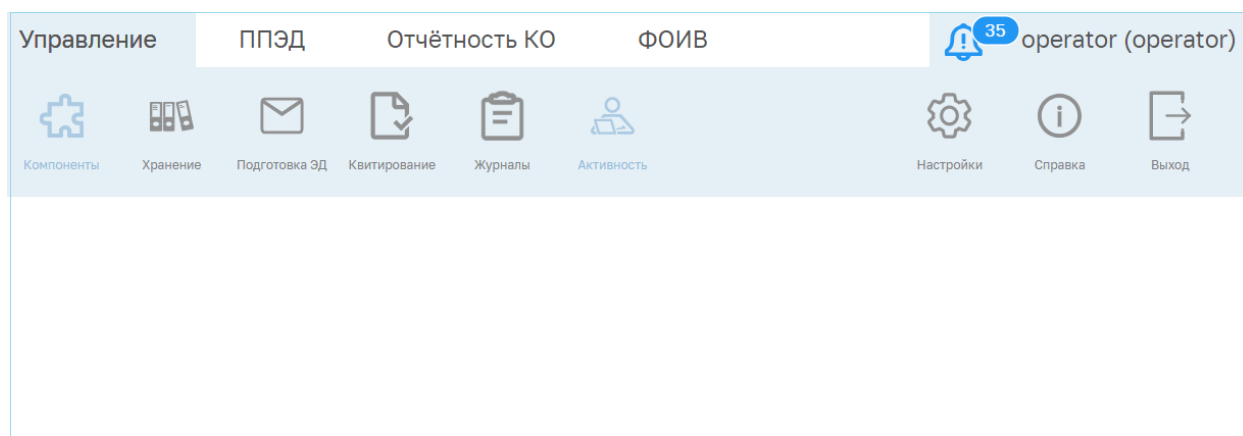 Управление ППЭД Отчётность КО ФОИВ 35 operator (operator)
Компоненты Хранение Подготовка ЭД Квитирование Журналы Активность Настройки Справка Выход